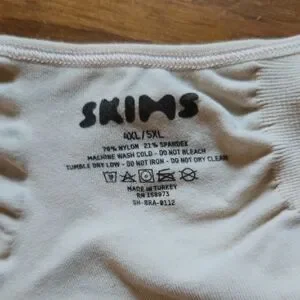 SKIMS
4XL/5XL
79% NYLON 21% SPANDEX
MACHINE WASH COLD - DO NOT BLEACH
TUMBLE DRY LOW - DO NOT IRON - DO NOT DRY CLEAN
MADE IN TURKEY
RN 158973
SH-BRA-0112